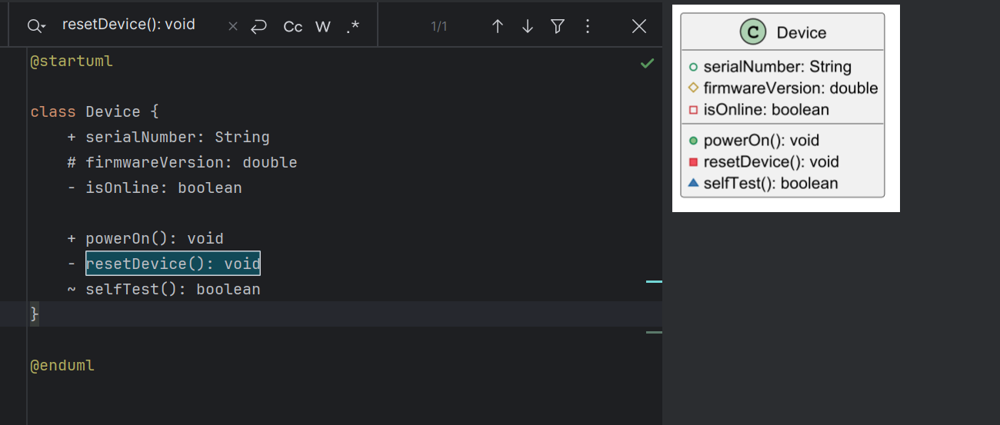 resetDevice(): void × Cc W .* 1/1
@startuml
class Device {
+ serialNumber: String
# firmwareVersion: double
- isOnline: boolean
+ powerOn(): void
- resetDevice(): void
~ selfTest(): boolean
}
@enduml
C Device
serialNumber: String
firmwareVersion: double
isOnline: boolean
powerOn(): void
resetDevice(): void
selfTest(): boolean